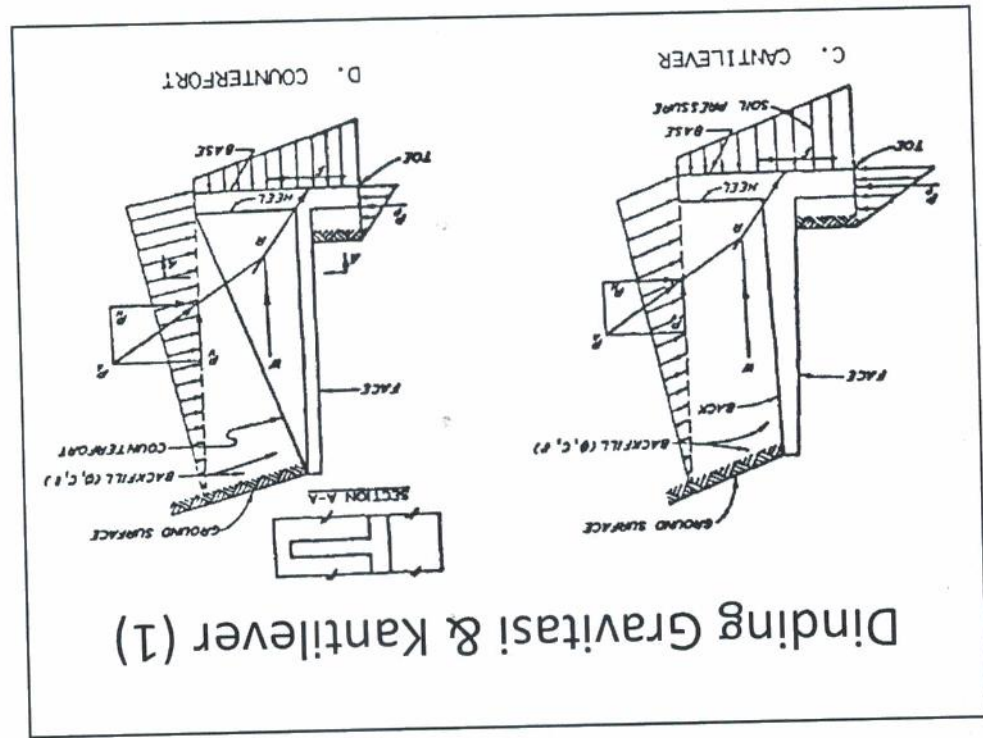 Dinding Gravitasi & Kantilever (1)
GROUND SURFACE
BACKFILL (Φ, C, γ)
BACK
FACE
W
R
HEEL
TOE
BASE
SOIL PRESSURE
C. CANTILEVER
SECTION A-A
GROUND SURFACE
BACKFILL (Φ, C, γ)
COUNTERFORT
FACE
W
R
A
A
HEEL
TOE
BASE
D. COUNTERFORT